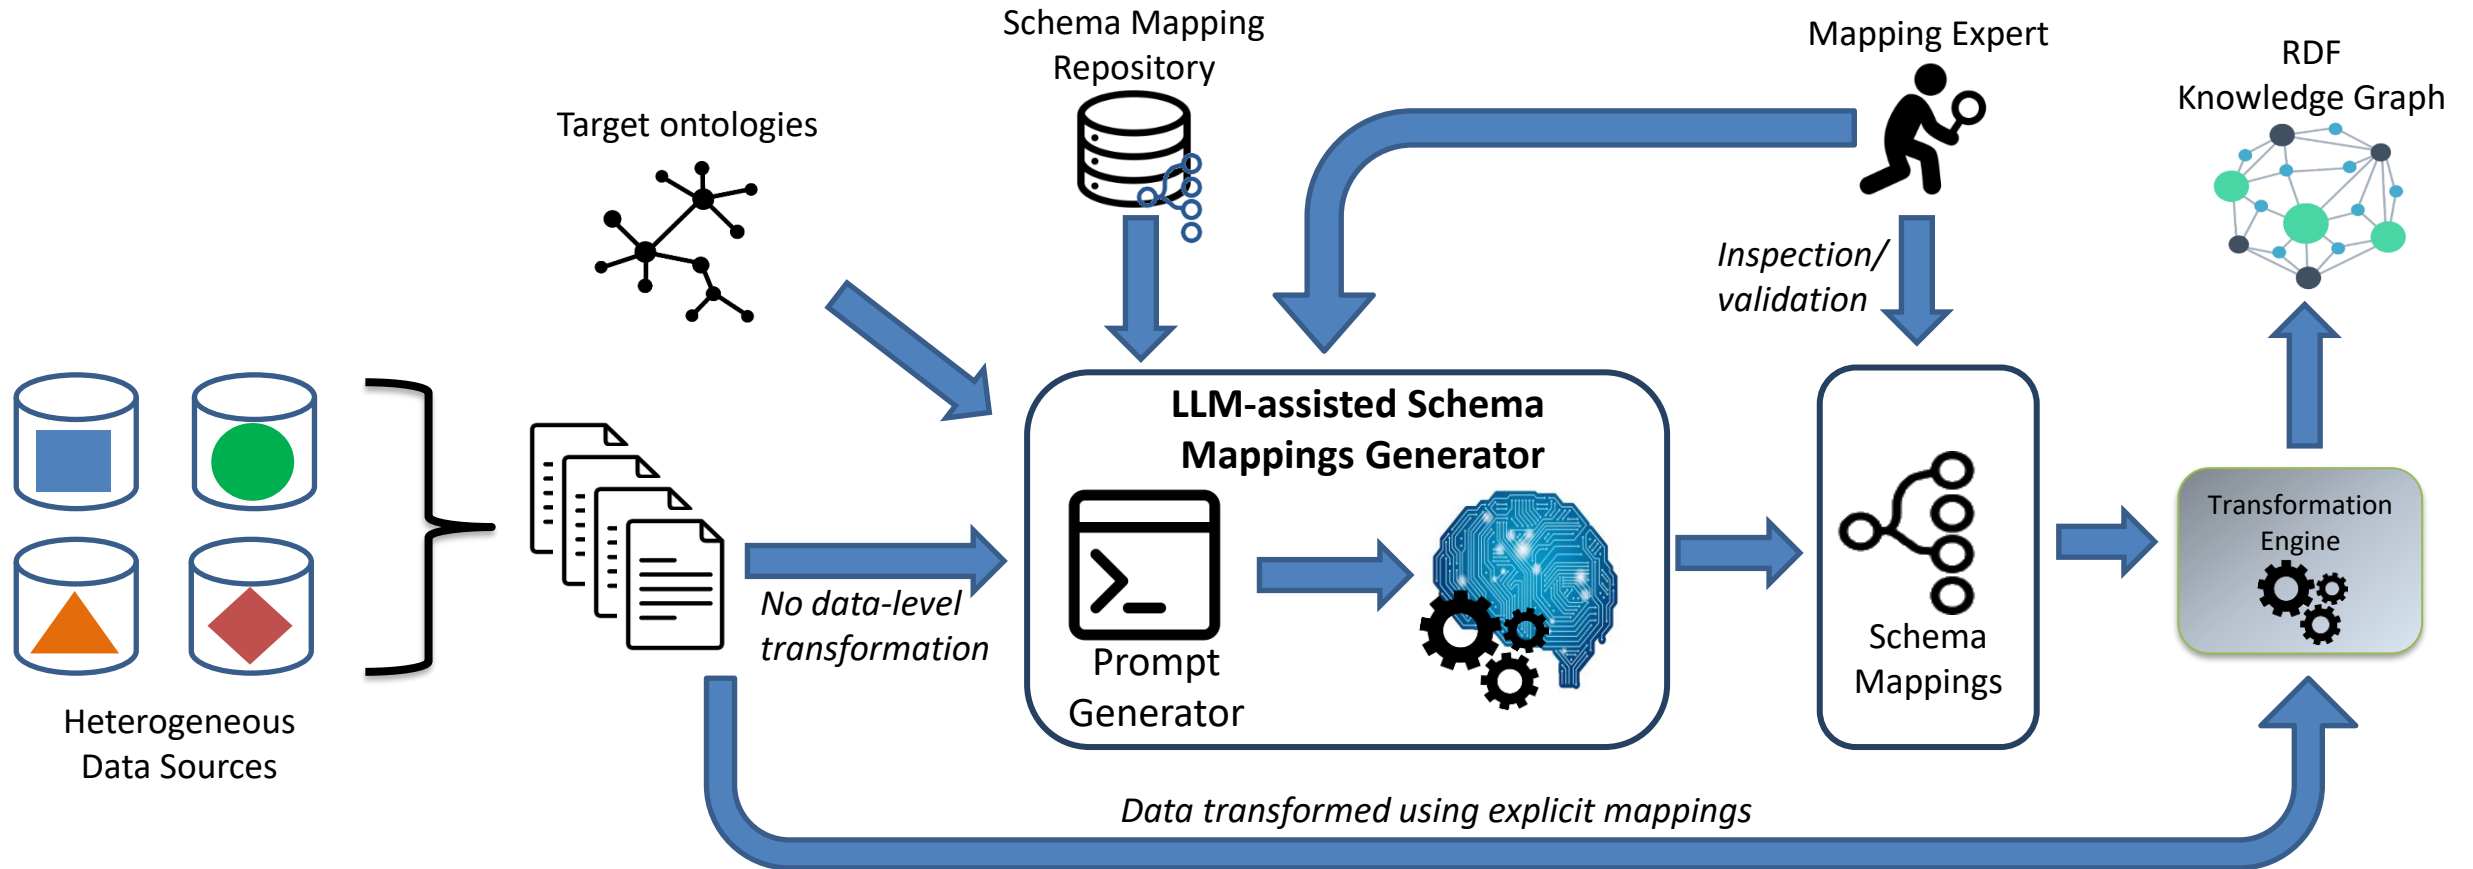 Schema Mapping
Repository
Mapping Expert
RDF
Knowledge Graph
Target ontologies
Inspection/
validation
LLM-assisted Schema
Mappings Generator
Transformation
Engine
No data-level
transformation
Prompt
Generator
Schema
Mappings
Heterogeneous
Data Sources
Data transformed using explicit mappings